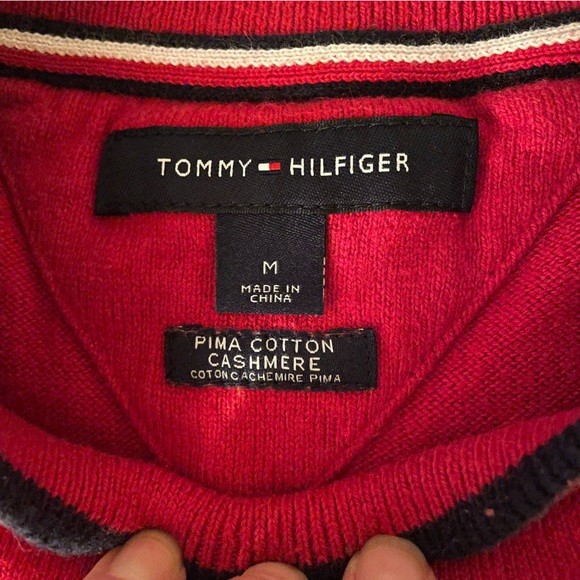 TOMMY HILFIGER
M
MADE IN
CHINA
PIMA COTTON
CASHMERE
COTON CACHEMIRE PIMA